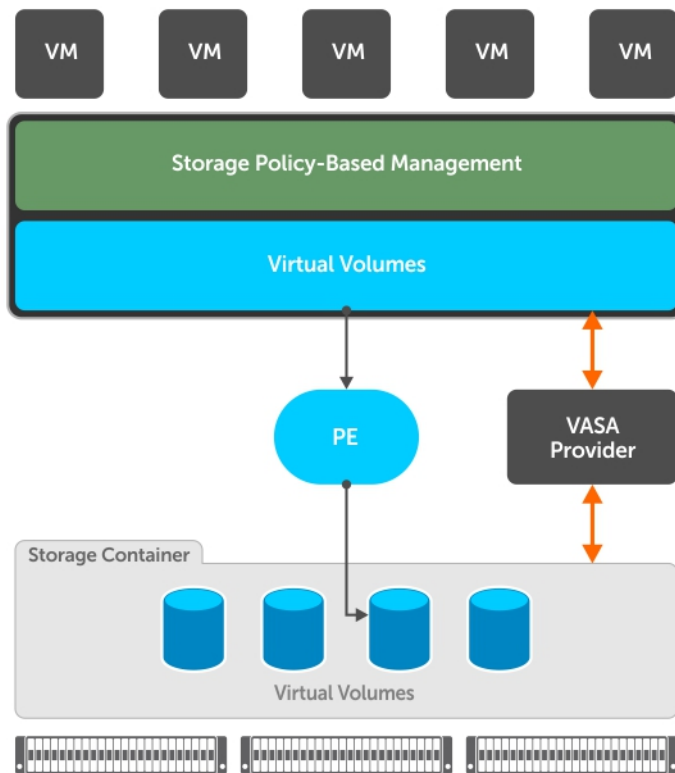 VM VM VM VM VM
Storage Policy-Based Management
Virtual Volumes
PE
VASA
Provider
Storage Container
Virtual Volumes